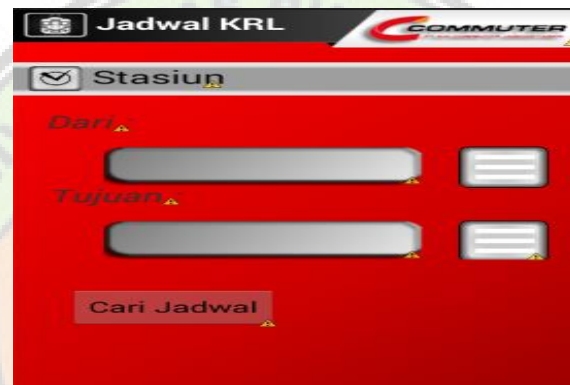 Jadwal KRL
COMMUTER
Stasiun
Dari :
Tujuan :
Cari Jadwal